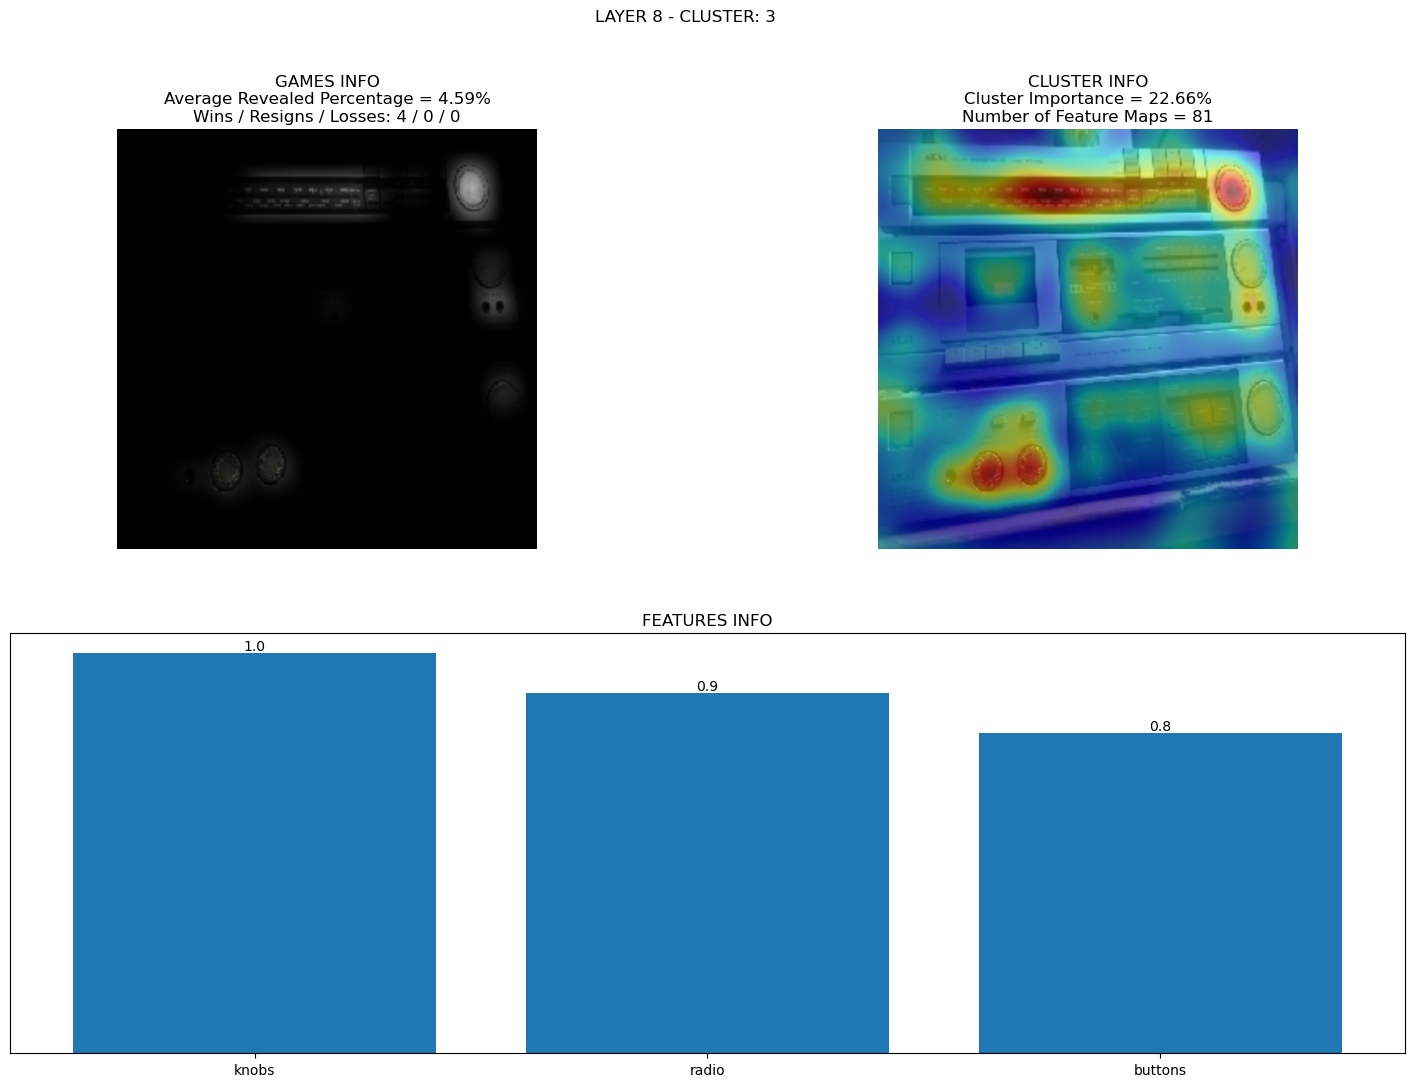 LAYER 8 - CLUSTER: 3
GAMES INFO
Average Revealed Percentage = 4.59%
Wins / Resigns / Losses: 4 / 0 / 0
CLUSTER INFO
Cluster Importance = 22.66%
Number of Feature Maps = 81
AKAI
FEATURES INFO
1.0
0.9
0.8
knobs
radio
buttons